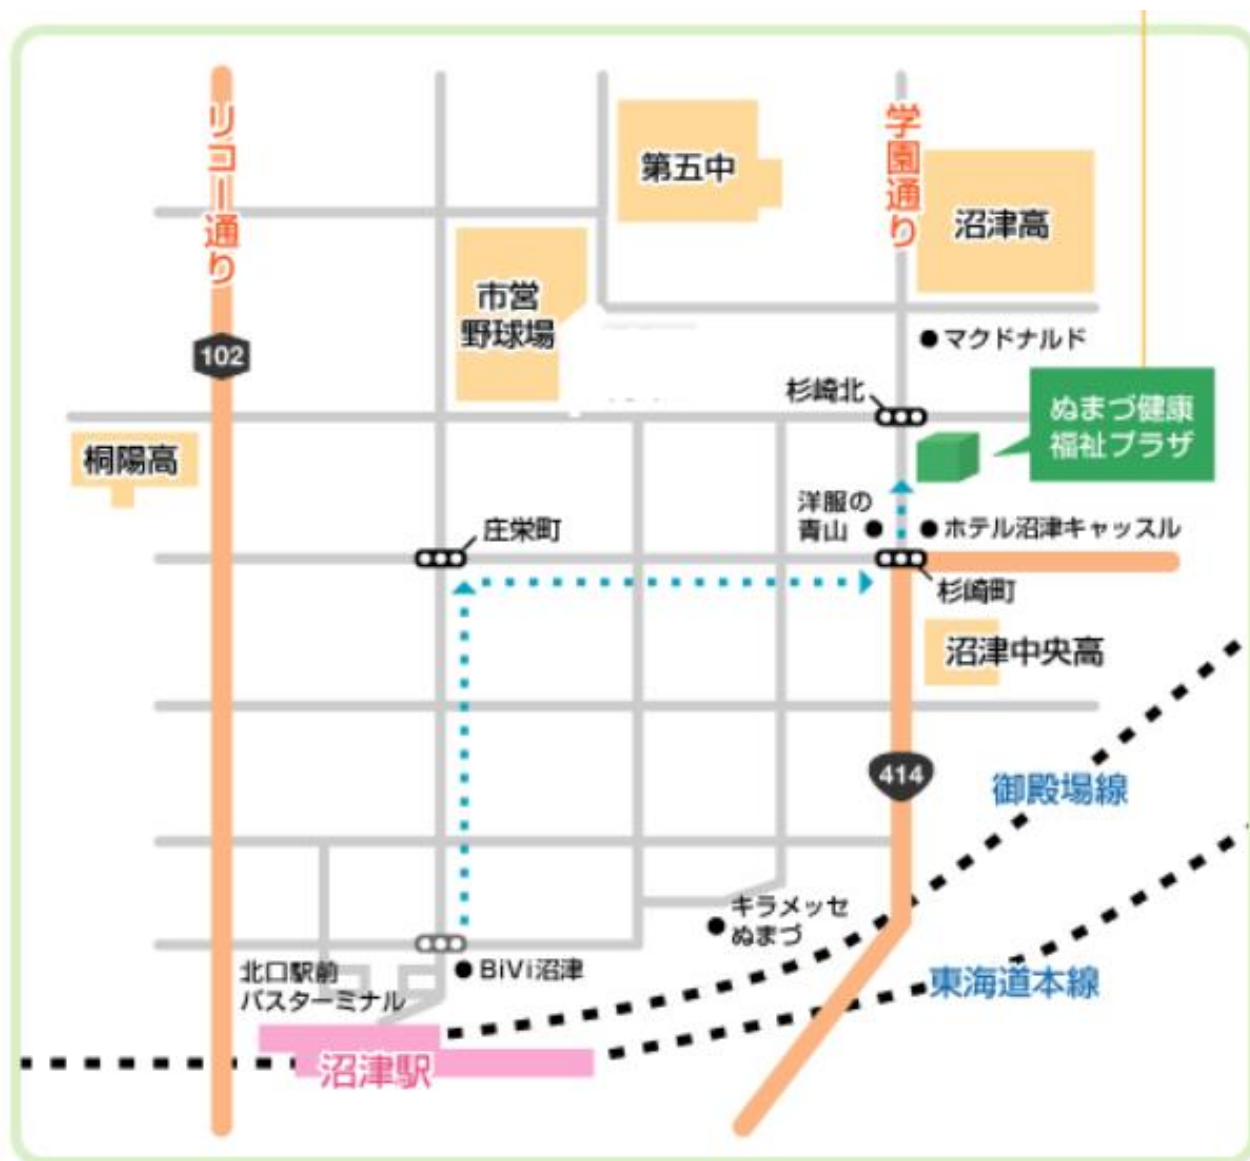 リコー通り
第五中
学園通り
沼津高
市営
野球場
102
マクドナルド
杉崎北
ぬまづ健康
福祉プラザ
桐陽高
洋服の
青山
ホテル沼津キャッスル
庄栄町
杉崎町
沼津中央高
414
御殿場線
キラメッセ
ぬまづ
北口駅前
バスターミナル
BiVi沼津
東海道本線
沼津駅